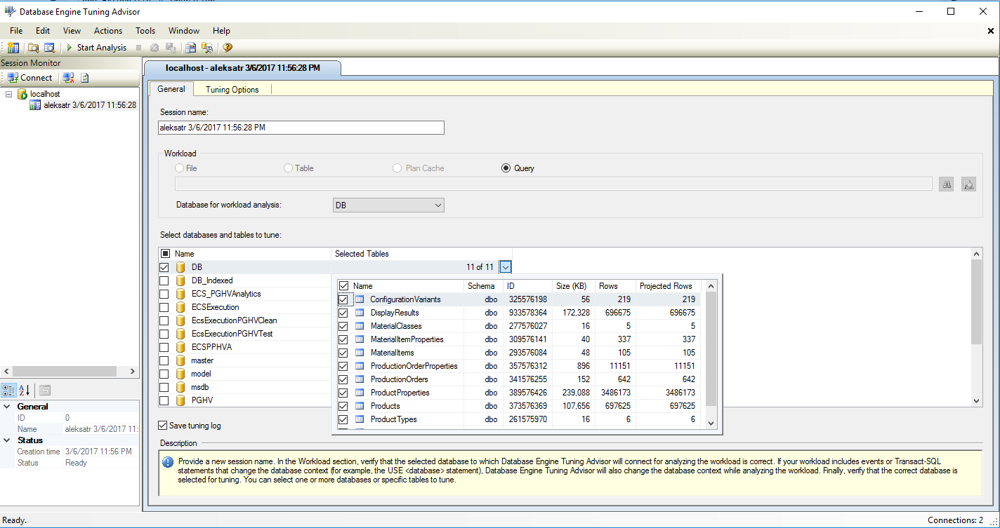 Database Engine Tuning Advisor
File Edit View Actions Tools Window Help
Start Analysis
Session Monitor
Connect
localhost
aleksatr 3/6/2017 11:56:28
localhost - aleksatr 3/6/2017 11:56:28 PM
General Tuning Options
Session name:
aleksatr 3/6/2017 11:56:28 PM
Workload
File Table Plan Cache Query
Database for workload analysis: DB
Select databases and tables to tune:
Name Selected Tables
DB 11 of 11
DB_Indexed
ECS_PGHVAnalytics
ECSExecution
EcsExecutionPGHVClean
EcsExecutionPGHVTest
ECSPPHVA
master
model
msdb
PGHV
Name Schema ID Size (KB) Rows Projected Rows
ConfigurationVariants dbo 325576198 56 219 219
DisplayResults dbo 933578364 172,328 696675 696675
MaterialClasses dbo 277576027 16 5 5
MaterialItemProperties dbo 309576141 40 337 337
MaterialItems dbo 293576084 48 105 105
ProductionOrderProperties dbo 357576312 896 11151 11151
ProductionOrders dbo 341576255 152 642 642
ProductProperties dbo 389576426 239,088 3486173 3486173
Products dbo 373576369 107,656 697625 697625
ProductTypes dbo 261575970 16 6 6
Save tuning log
Description
Provide a new session name. In the Workload section, verify that the selected database to which Database Engine Tuning Advisor will connect for analyzing the workload is correct. If your workload includes events or Transact-SQL
statements that change the database context (for example, the USE <database> statement), Database Engine Tuning Advisor will also change the database context while analyzing the workload. Finally, verify that the correct database is
selected for tuning. You can select one or more databases or specific tables to tune.
General
ID 0
Name aleksatr 3/6/2017 11:
Status
Creation time 3/6/2017 11:56 PM
Status Ready
Ready.
Connections: 2